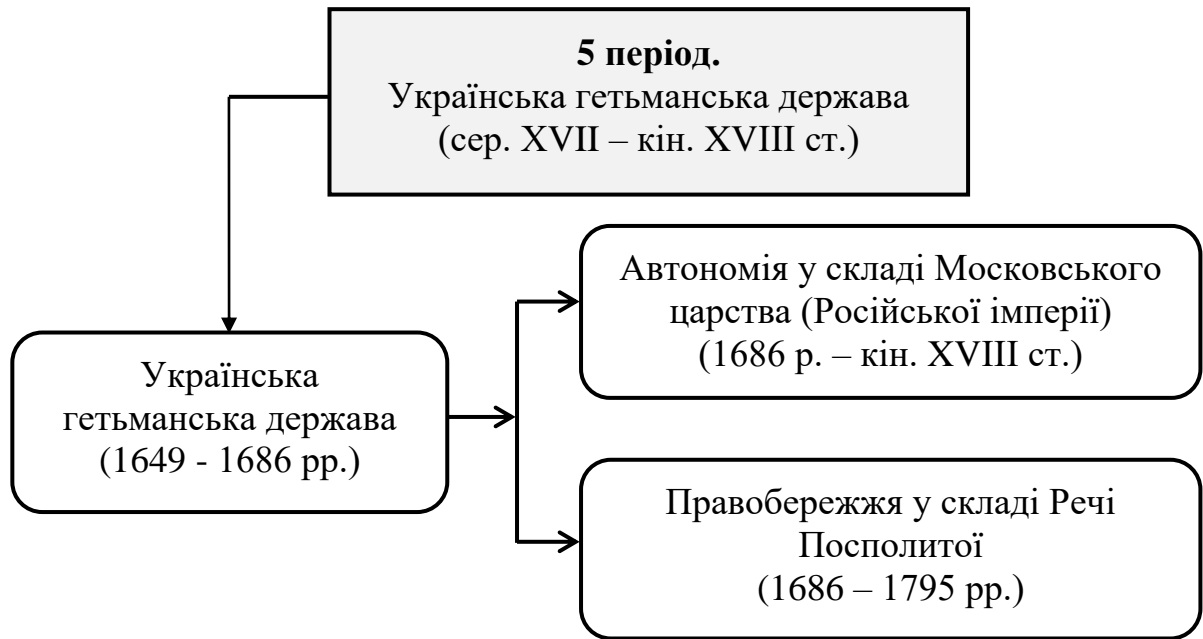 5 період.
Українська гетьманська держава
(сер. XVII – кін. XVIII ст.)
Автономія у складі Московського
царства (Російської імперії)
(1686 р. – кін. XVIII ст.)
Українська
гетьманська держава
(1649 - 1686 рр.)
Правобережжя у складі Речі
Посполитої
(1686 – 1795 рр.)